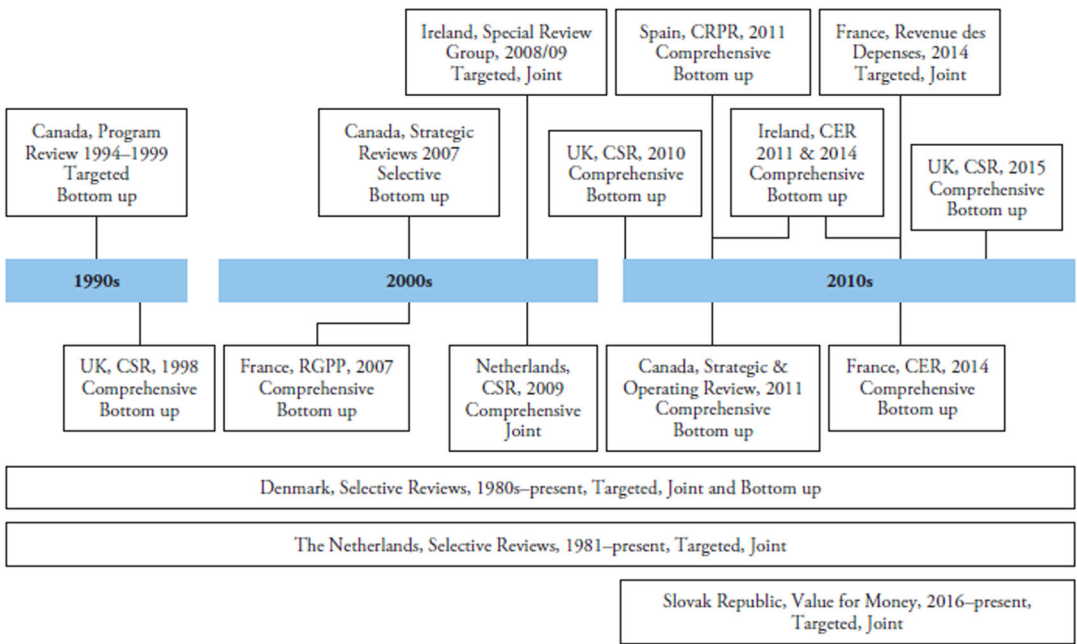 Ireland, Special Review
Group, 2008/09
Targeted, Joint
Spain, CRPR, 2011
Comprehensive
Bottom up
France, Revenue des
Depenses, 2014
Targeted, Joint
Canada, Program
Review 1994–1999
Targeted
Bottom up
Canada, Strategic
Reviews 2007
Selective
Bottom up
UK, CSR, 2010
Comprehensive
Bottom up
Ireland, CER
2011 & 2014
Comprehensive
Bottom up
UK, CSR, 2015
Comprehensive
Bottom up
1990s
2000s
2010s
UK, CSR, 1998
Comprehensive
Bottom up
France, RGPP, 2007
Comprehensive
Bottom up
Netherlands,
CSR, 2009
Comprehensive
Joint
Canada, Strategic &
Operating Review, 2011
Comprehensive
Bottom up
France, CER, 2014
Comprehensive
Bottom up
Denmark, Selective Reviews, 1980s–present, Targeted, Joint and Bottom up
The Netherlands, Selective Reviews, 1981–present, Targeted, Joint
Slovak Republic, Value for Money, 2016–present,
Targeted, Joint